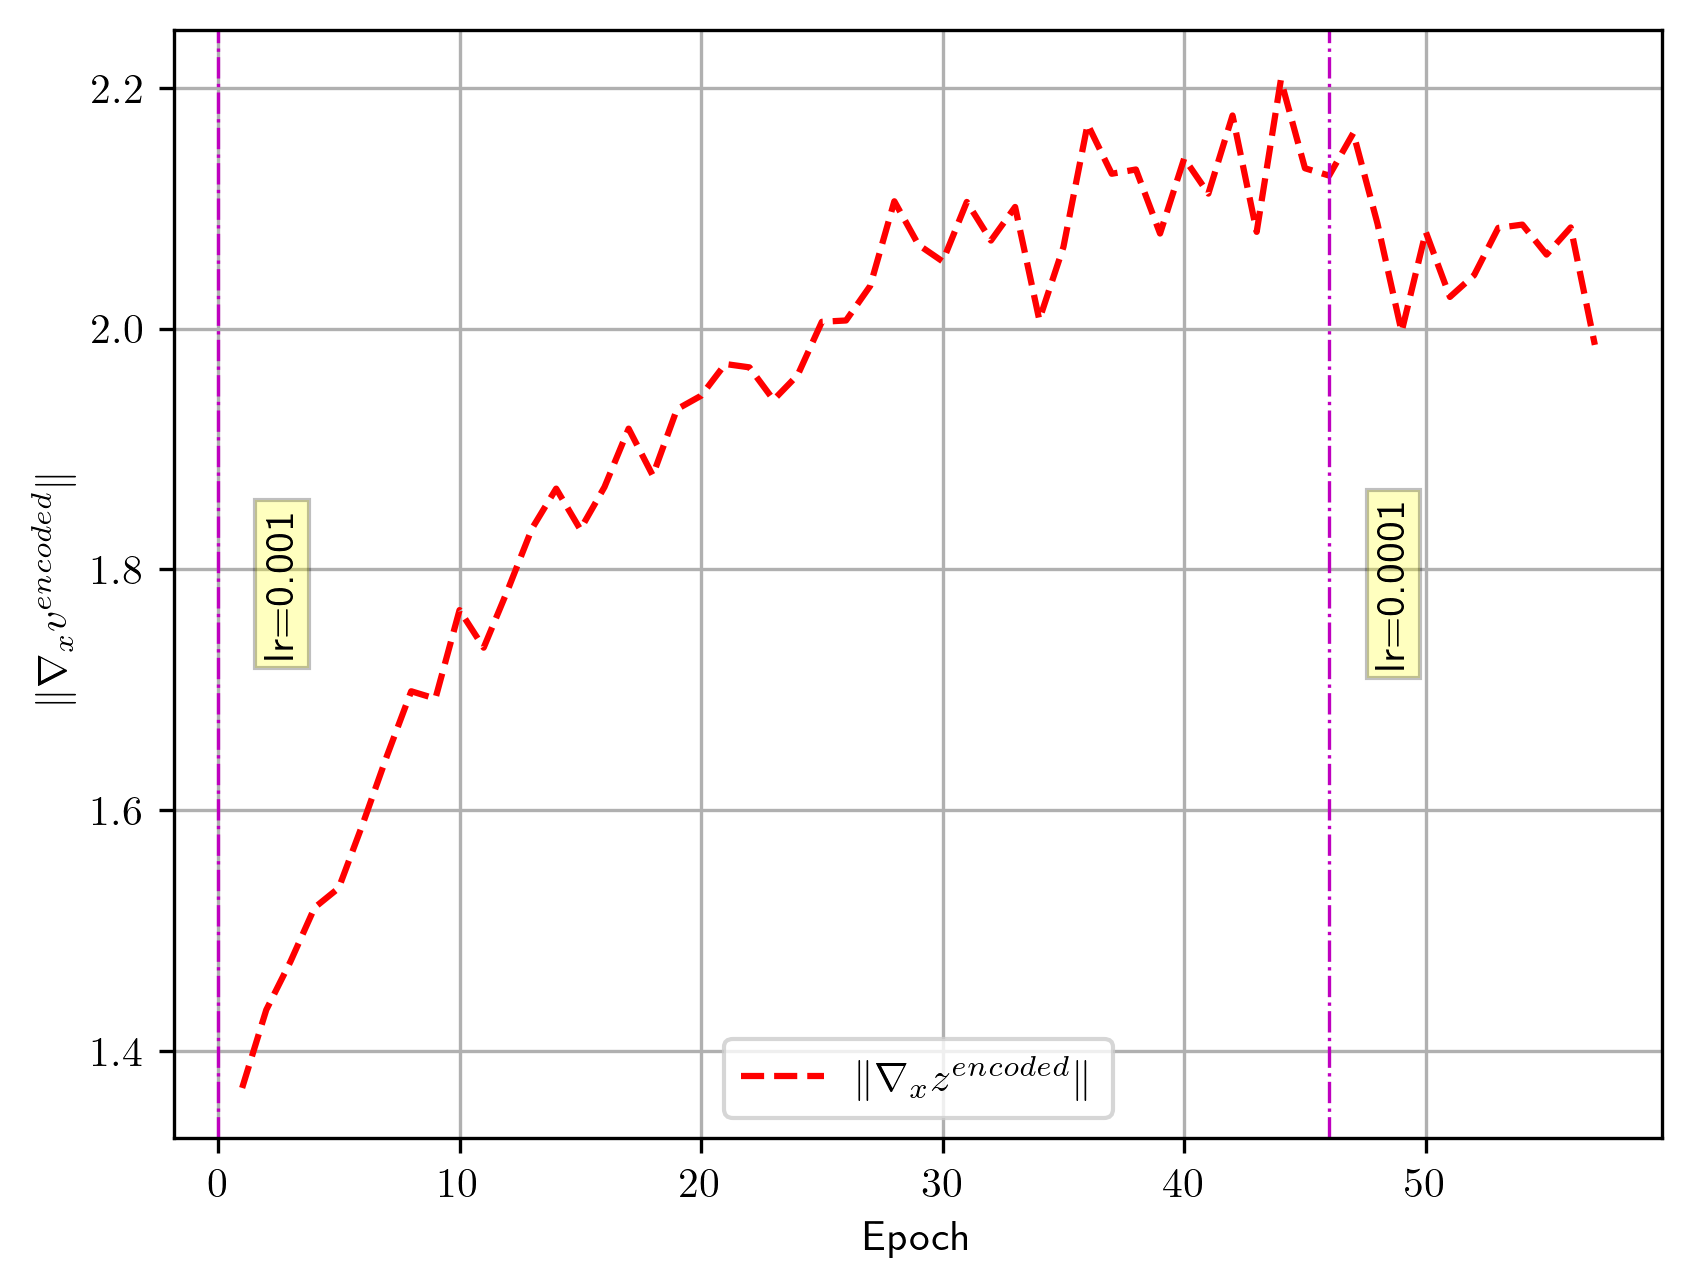 2.2
2.0
1.8
1.6
1.4
‖∇ₓv^{encoded}‖
lr=0.001
lr=0.0001
‖∇ₓz^{encoded}‖
0 10 20 30 40 50
Epoch